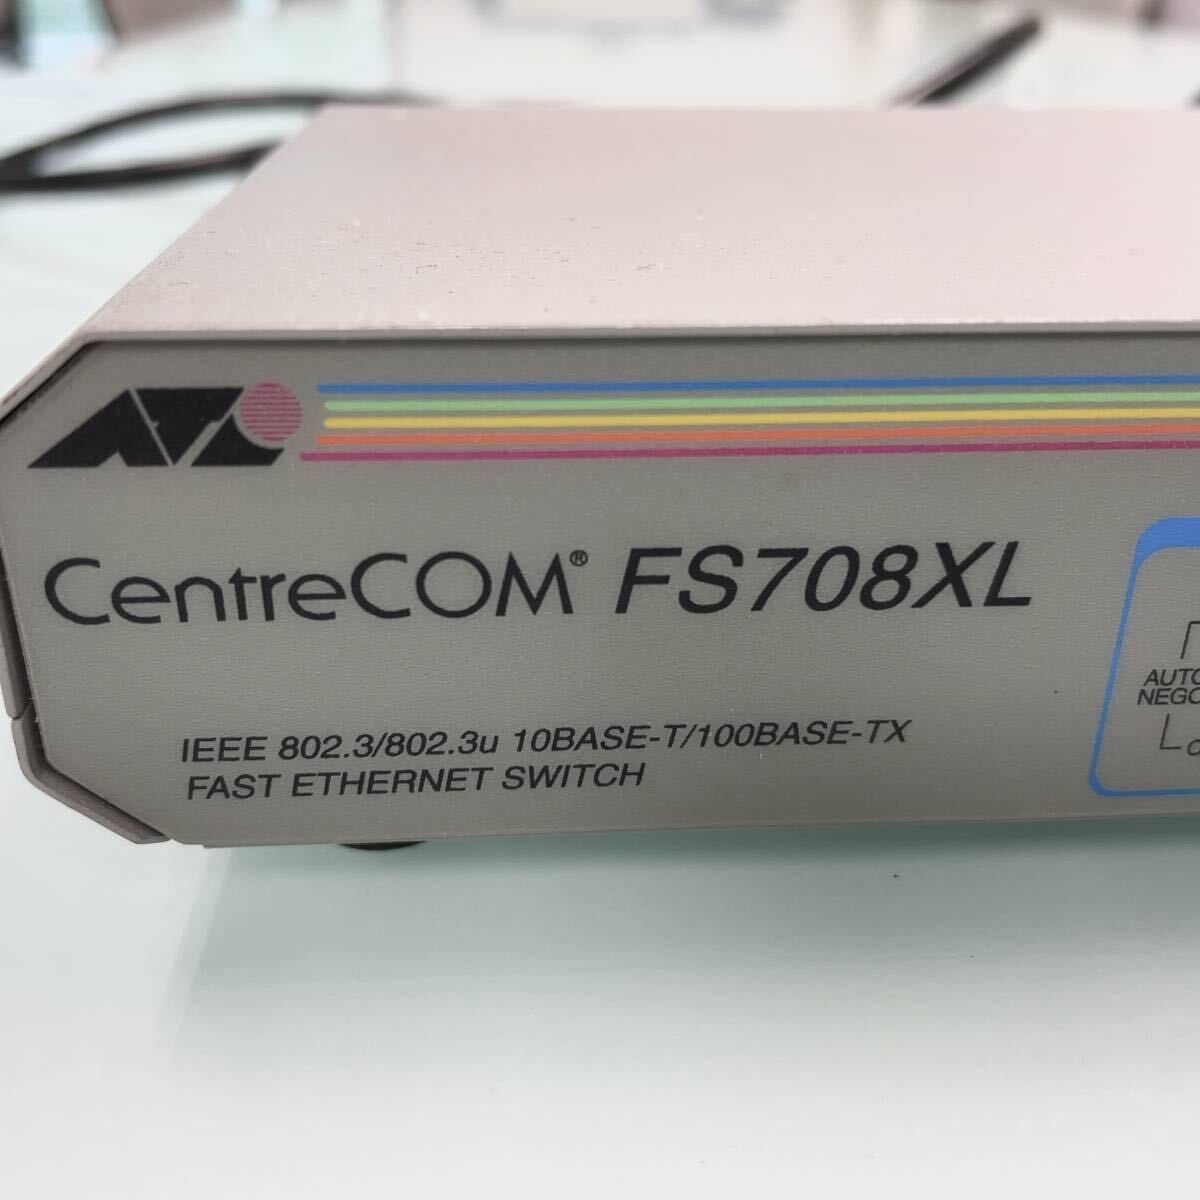 CentreCOM® FS708XL
IEEE 802.3/802.3u 10BASE-T/100BASE-TX
FAST ETHERNET SWITCH